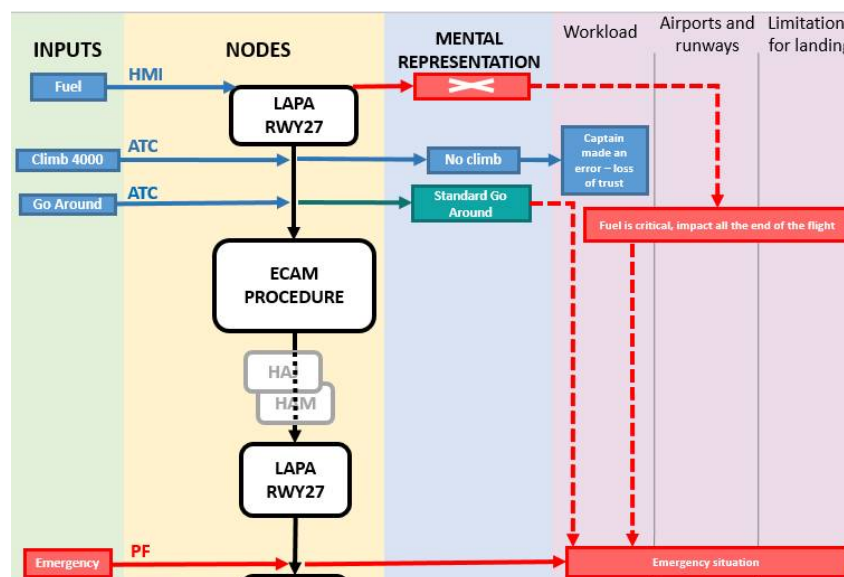 INPUTS
NODES
MENTAL
REPRESENTATION
Workload
Airports and
runways
Limitation
for landing
Fuel
HMI
LAPA
RWY27
Climb 4000
ATC
No climb
Captain
made an
error – loss
of trust
Go Around
ATC
Standard Go
Around
Fuel is critical, impact all the end of the flight
ECAM
PROCEDURE
HAJ
HAM
LAPA
RWY27
Emergency
PF
Emergency situation